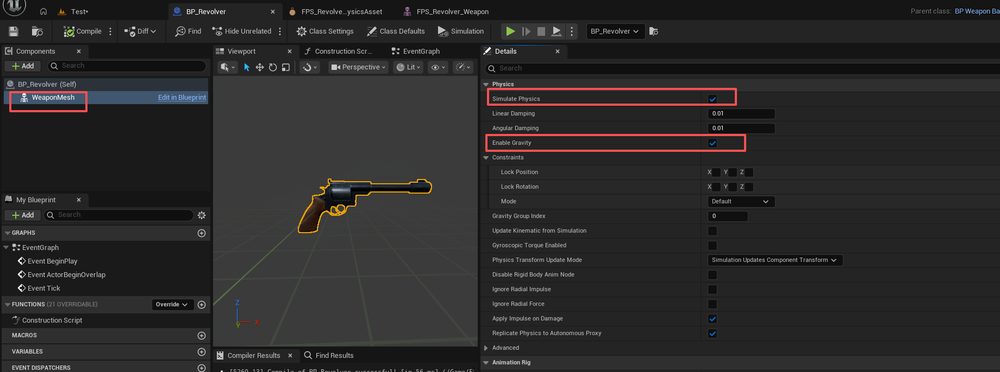 Test*
BP_Revolver
FPS_Revolve...ysicsAsset
FPS_Revolver_Weapon
Parent class: BP Weapon Ba
Compile
Diff
Find
Hide Unrelated
Class Settings
Class Defaults
Simulation
BP_Revolver
Components
Add
Search
BP_Revolver (Self)
WeaponMesh
Edit in Blueprint
My Blueprint
Add
Search
GRAPHS
EventGraph
Event BeginPlay
Event ActorBeginOverlap
Event Tick
FUNCTIONS (21 OVERRIDABLE)
Override
Construction Script
MACROS
VARIABLES
EVENT DISPATCHERS
Viewport
Construction Scr...
EventGraph
Perspective
Lit
Z
X
Y
Compiler Results
Find Results
[5269.13] Compile of BP_Revolver successful! [in 56 ms] (/Game/F
Details
Search
Physics
Simulate Physics
Linear Damping 0.01
Angular Damping 0.01
Enable Gravity
Constraints
Lock Position X Y Z
Lock Rotation X Y Z
Mode Default
Gravity Group Index 0
Update Kinematic from Simulation
Gyroscopic Torque Enabled
Physics Transform Update Mode Simulation Updates Component Transform
Disable Rigid Body Anim Node
Ignore Radial Impulse
Ignore Radial Force
Apply Impulse on Damage
Replicate Physics to Autonomous Proxy
Advanced
Animation Rig